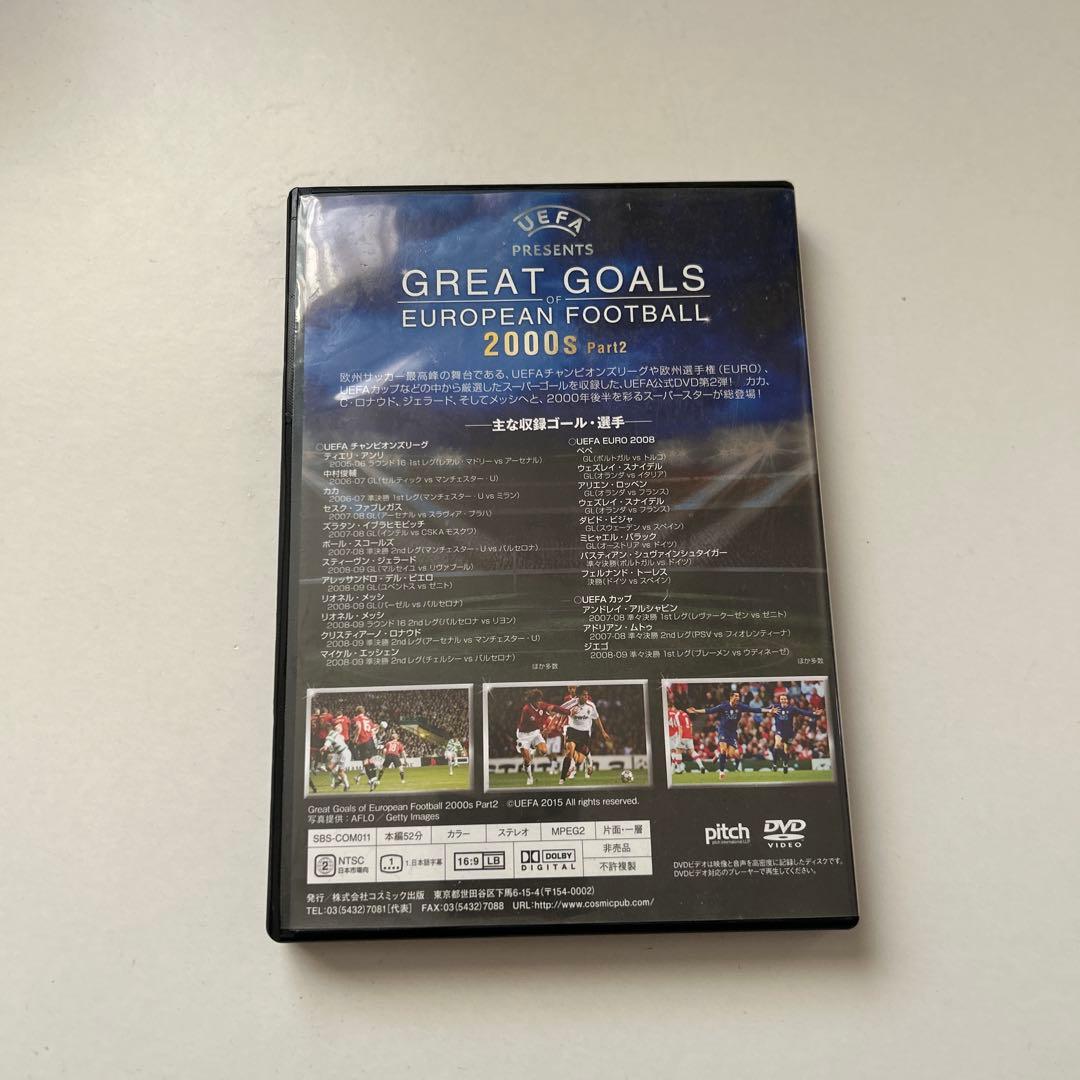 UEFA
PRESENTS
GREAT GOALS
OF
EUROPEAN FOOTBALL
2000s Part2
欧州サッカー最高峰の舞台である、UEFAチャンピオンズリーグや欧州選手権(EURO)、
UEFAカップなどの中から厳選したスーパーゴールを収録した、UEFA公式DVD第2弾! カカ、
C・ロナウド、ジェラード、そしてメッシへと、2000年後半を彩るスーパースターが総登場!
主な収録ゴール・選手
○UEFA チャンピオンズリーグ
ティエリ・アンリ
2005-06 ラウンド16 1stレグ(レアル・マドリー vs アーセナル)
中村俊輔
2006-07 GL(セルティック vs マンチェスター・U)
カカ
2006-07 準決勝 1stレグ(マンチェスター・U vs ミラン)
セスク・ファブレガス
2007-08 GL(アーセナル vs スラヴィア・プラハ)
ズラタン・イブラヒモビッチ
2007-08 GL(インテル vs CSKAモスクワ)
ポール・スコールズ
2007-08 準決勝 2ndレグ(マンチェスター・U vs バルセロナ)
スティーヴン・ジェラード
2008-09 GL(マルセイユ vs リヴァプール)
アレッサンドロ・デル・ピエロ
2008-09 GL(ユベントス vs ゼニト)
リオネル・メッシ
2008-09 GL(バーゼル vs バルセロナ)
リオネル・メッシ
2008-09 ラウンド16 2ndレグ(バルセロナ vs リヨン)
クリスティアーノ・ロナウド
2008-09 準決勝 2ndレグ(アーセナル vs マンチェスター・U)
マイケル・エッシェン
2008-09 準決勝 2ndレグ(チェルシー vs バルセロナ)
ほか多数
○UEFA EURO 2008
ペペ
GL(ポルトガル vs トルコ)
ウェズレイ・スナイデル
GL(オランダ vs イタリア)
アリエン・ロッベン
GL(オランダ vs フランス)
ウェズレイ・スナイデル
GL(オランダ vs フランス)
ダビド・ビジャ
GL(スウェーデン vs スペイン)
ミヒャエル・バラック
GL(オーストリア vs ドイツ)
バスティアン・シュヴァインシュタイガー
準々決勝(ポルトガル vs ドイツ)
フェルナンド・トーレス
決勝(ドイツ vs スペイン)
○UEFA カップ
アンドレイ・アルシャビン
2007-08 準々決勝 1stレグ(レヴァークーゼン vs ゼニト)
アドリアン・ムトゥ
2007-08 準々決勝 2ndレグ(PSV vs フィオレンティーナ)
ジエゴ
2008-09 準々決勝 1stレグ(ブレーメン vs ウディネーゼ)
ほか多数
Great Goals of European Football 2000s Part2 ©UEFA 2015 All rights reserved.
写真提供:AFLO / Getty Images
SBS-COM011 本編52分 カラー ステレオ MPEG2 片面・一層
2 NTSC 日本市場向 1 1.日本語字幕 16:9 LB DOLBY DIGITAL 非売品 不許複製
pitch
pitch international LLP
DVD
VIDEO
DVDビデオは映像と音声を高密度に記録したディスクです。
DVDビデオ対応のプレーヤーで再生してください。
発行/株式会社コスミック出版 東京都世田谷区下馬6-15-4(〒154-0002)
TEL:03(5432)7081[代表] FAX:03(5432)7088 URL:http://www.cosmicpub.com/